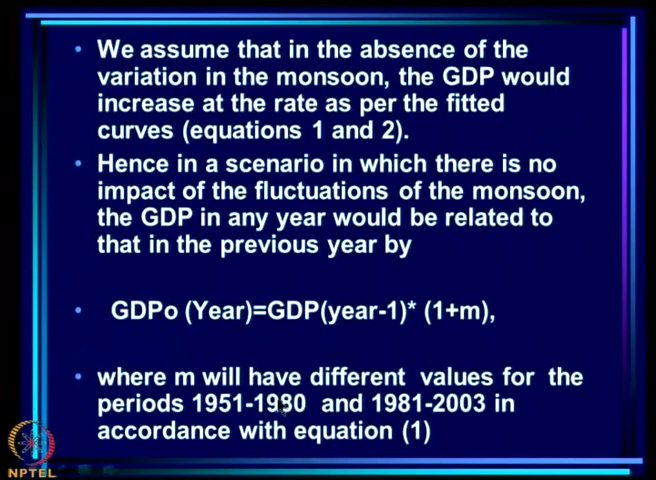 • We assume that in the absence of the
variation in the monsoon, the GDP would
increase at the rate as per the fitted
curves (equations 1 and 2).
• Hence in a scenario in which there is no
impact of the fluctuations of the monsoon,
the GDP in any year would be related to
that in the previous year by
• GDPo (Year)=GDP(year-1)* (1+m),
• where m will have different values for the
periods 1951-1980 and 1981-2003 in
accordance with equation (1)
NPTEL